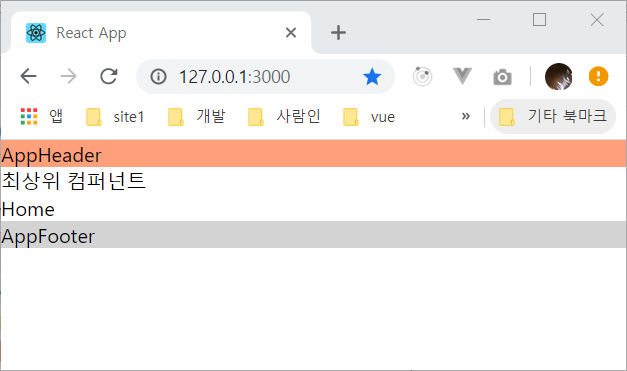 React App
127.0.0.1:3000
앱 site1 개발 사람인 vue » 기타 북마크
AppHeader
최상위 컴퍼넌트
Home
AppFooter